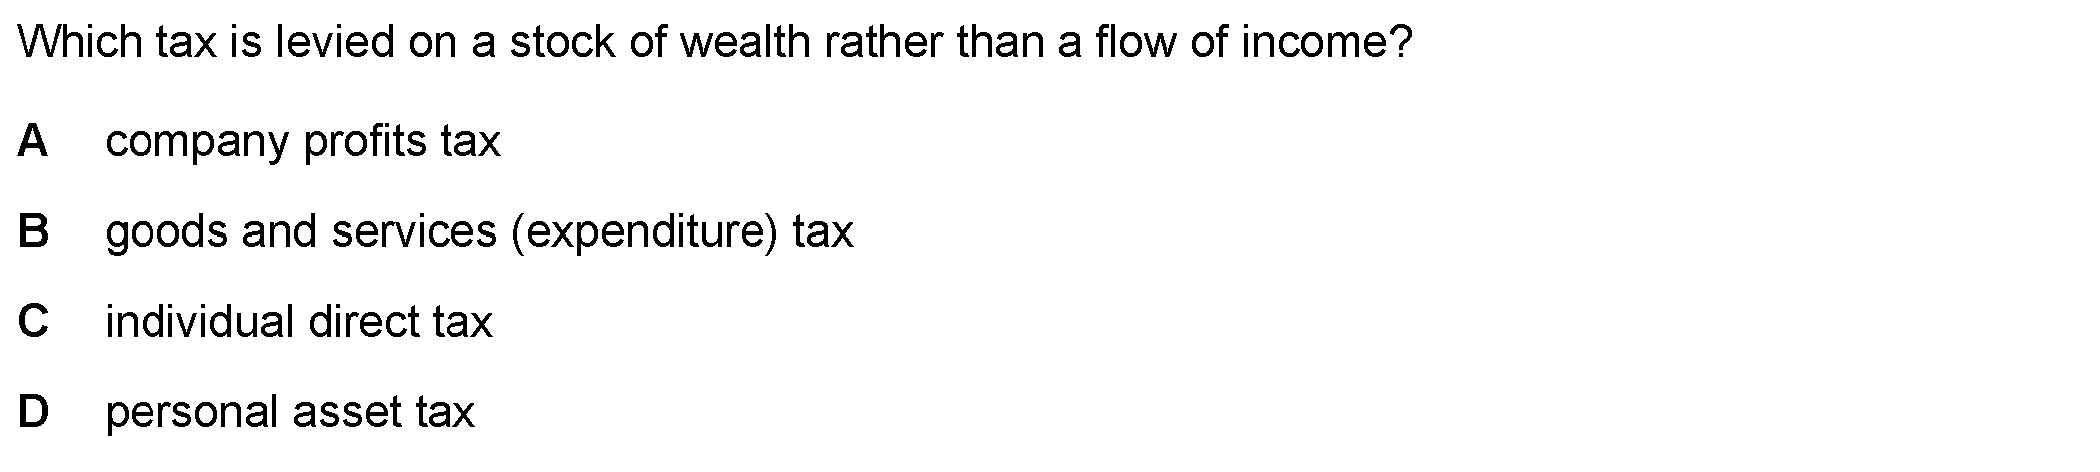 Which tax is levied on a stock of wealth rather than a flow of income?
A company profits tax
B goods and services (expenditure) tax
C individual direct tax
D personal asset tax